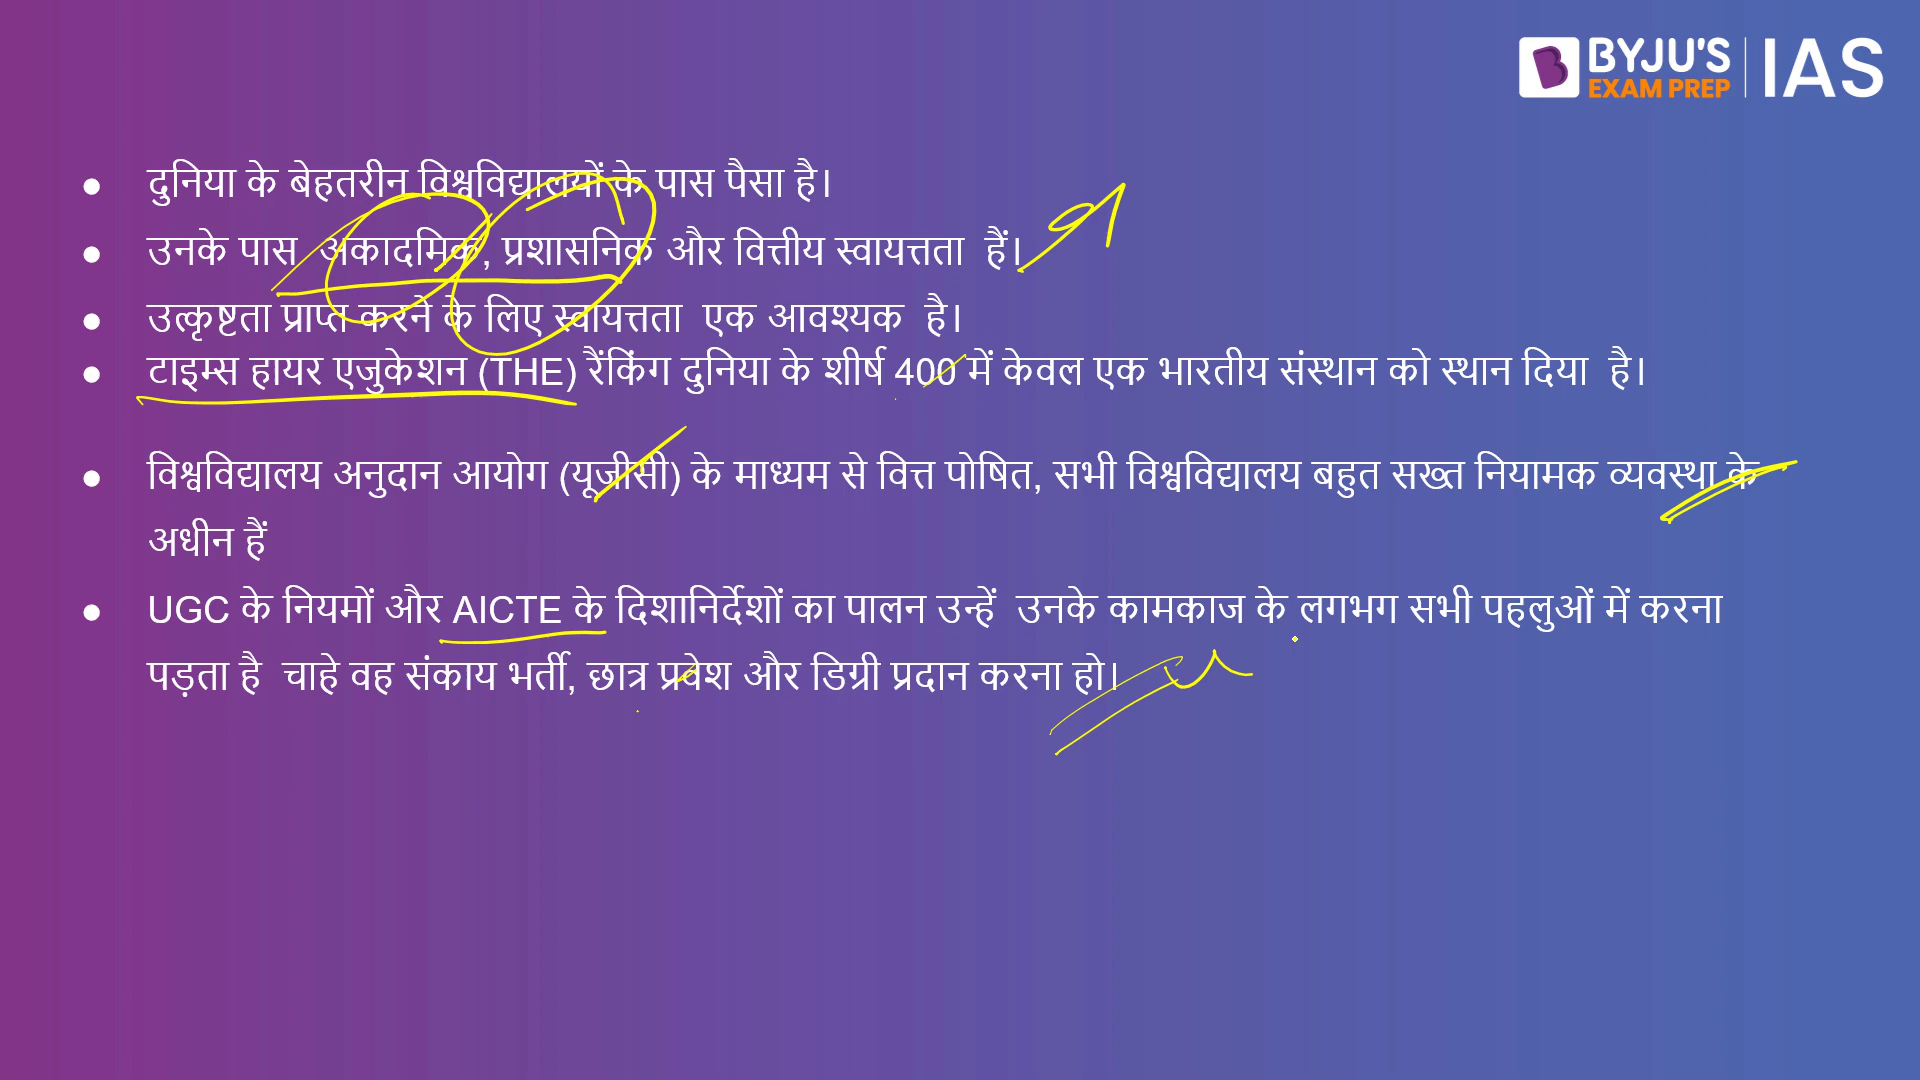 BYJU'S
EXAM PREP
IAS
● दुनिया के बेहतरीन विश्वविद्यालयों के पास पैसा है।
● उनके पास अकादमिक, प्रशासनिक और वित्तीय स्वायत्तता हैं।
● उत्कृष्टता प्राप्त करने के लिए स्वायत्तता एक आवश्यक है।
● टाइम्स हायर एजुकेशन (THE) रैंकिंग दुनिया के शीर्ष 400 में केवल एक भारतीय संस्थान को स्थान दिया है।
● विश्वविद्यालय अनुदान आयोग (यूजीसी) के माध्यम से वित्त पोषित, सभी विश्वविद्यालय बहुत सख्त नियामक व्यवस्था के
अधीन हैं
● UGC के नियमों और AICTE के दिशानिर्देशों का पालन उन्हें उनके कामकाज के लगभग सभी पहलुओं में करना
पड़ता है चाहे वह संकाय भर्ती, छात्र प्रवेश और डिग्री प्रदान करना हो।